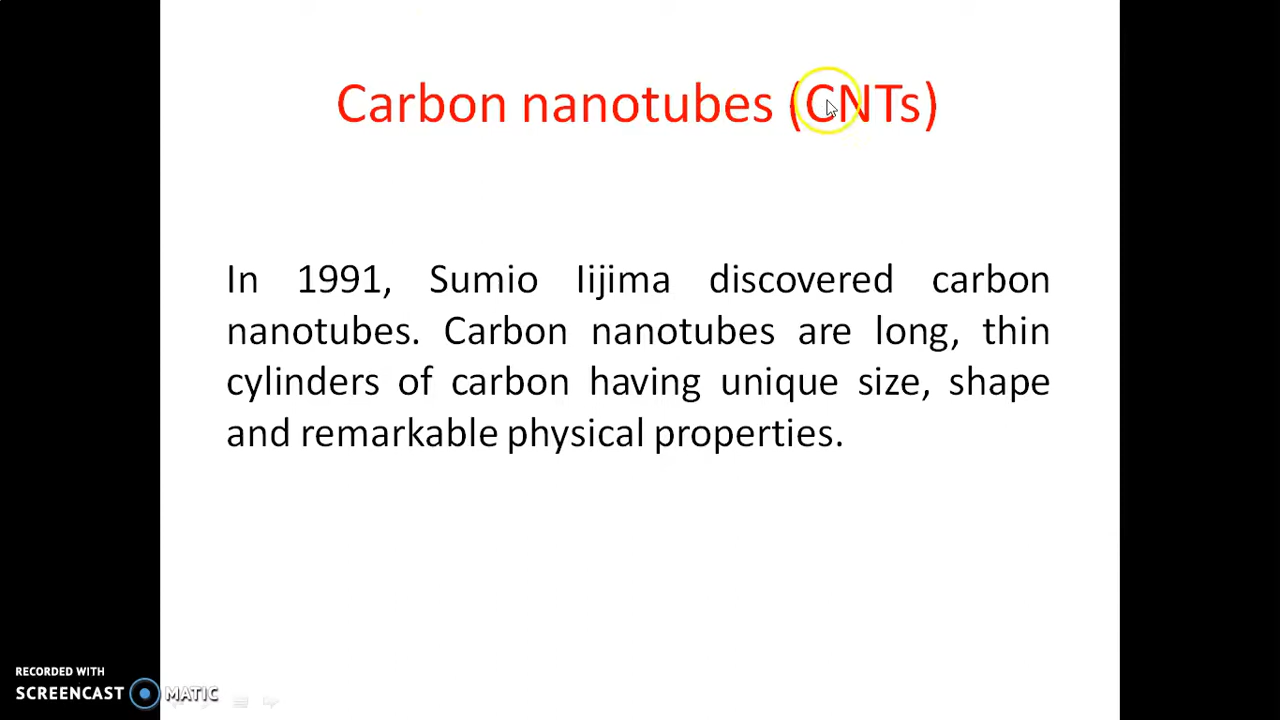 Carbon nanotubes (CNTs)
In 1991, Sumio Iijima discovered carbon
nanotubes. Carbon nanotubes are long, thin
cylinders of carbon having unique size, shape
and remarkable physical properties.
RECORDED WITH
SCREENCAST MATIC